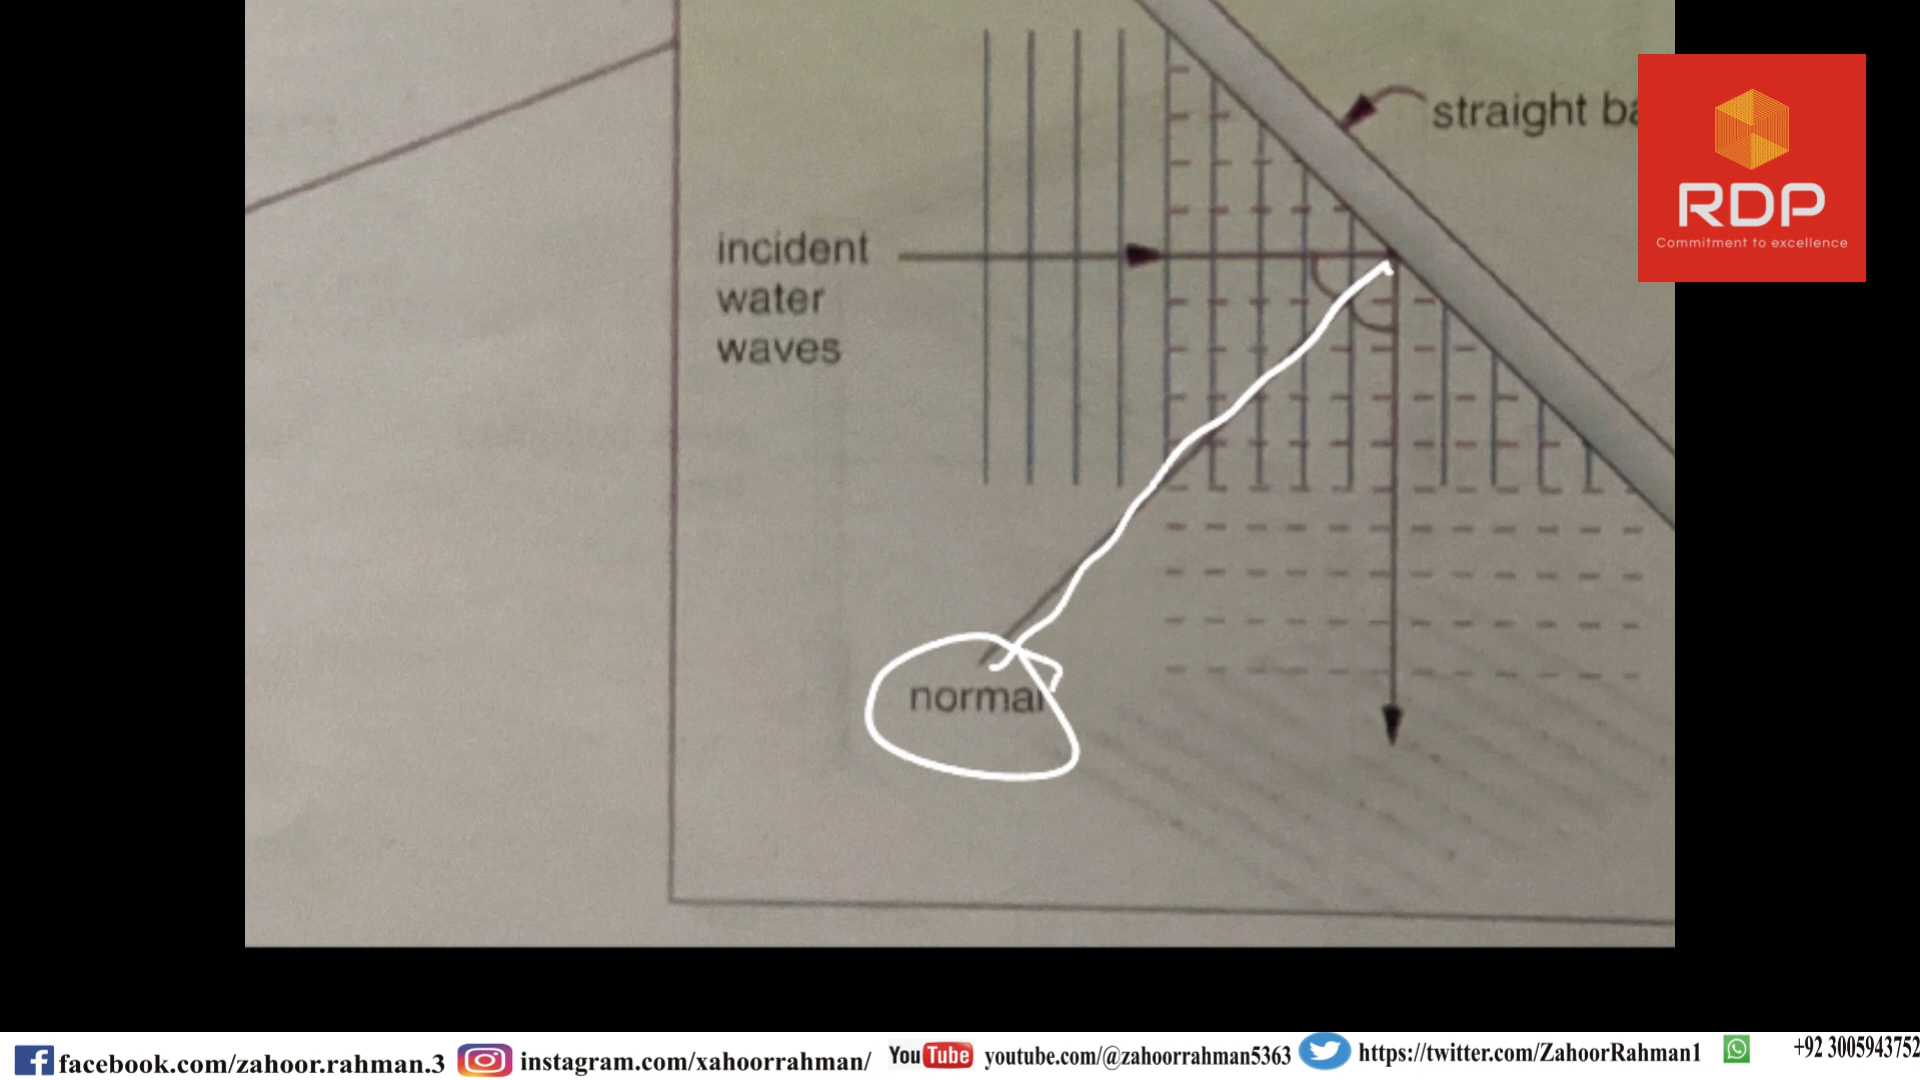 straight ba
RDP
Commitment to excellence
incident
water
waves
normal
facebook.com/zahoor.rahman.3
instagram.com/xahoorrahman/
YouTube youtube.com/@zahoorrahman5363
https://twitter.com/ZahoorRahman1
+92 3005943752